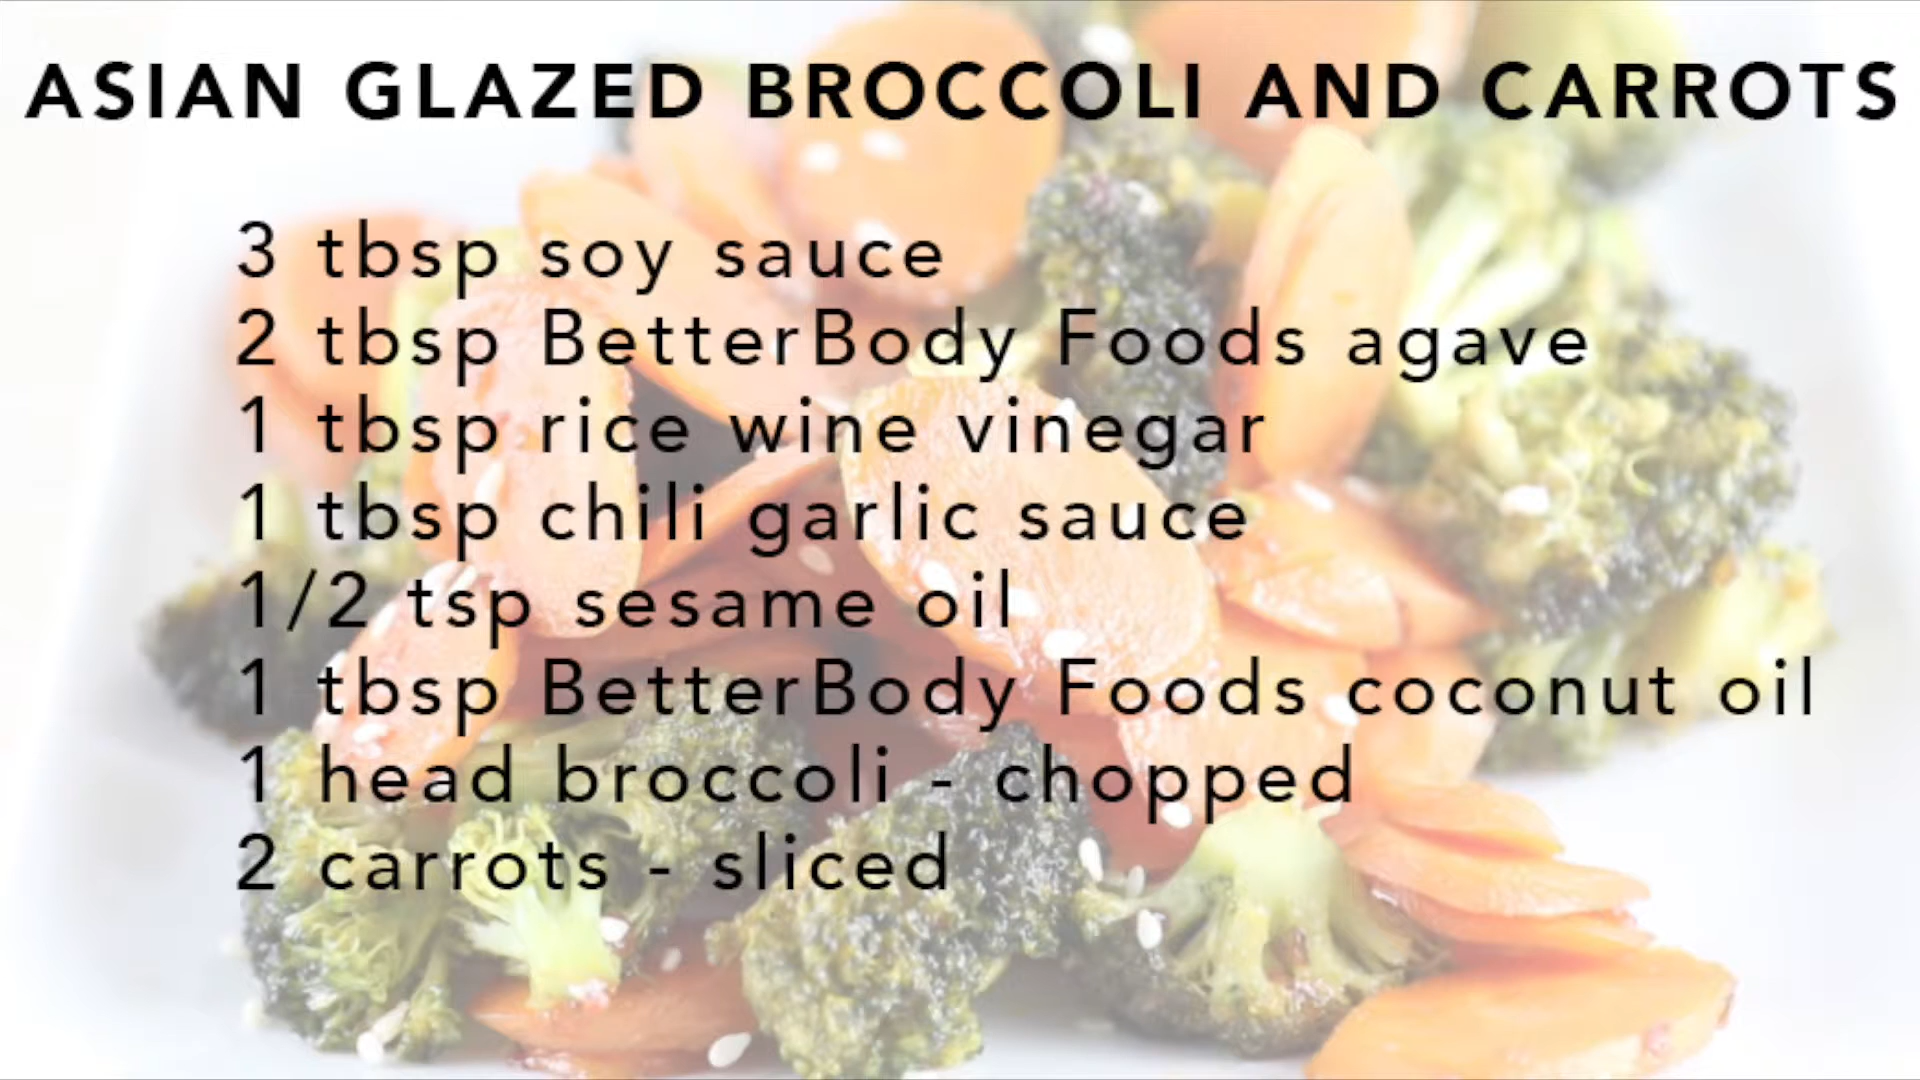 ASIAN GLAZED BROCCOLI AND CARROTS
3 tbsp soy sauce
2 tbsp BetterBody Foods agave
1 tbsp rice wine vinegar
1 tbsp chili garlic sauce
1/2 tsp sesame oil
1 tbsp BetterBody Foods coconut oil
1 head broccoli - chopped
2 carrots - sliced